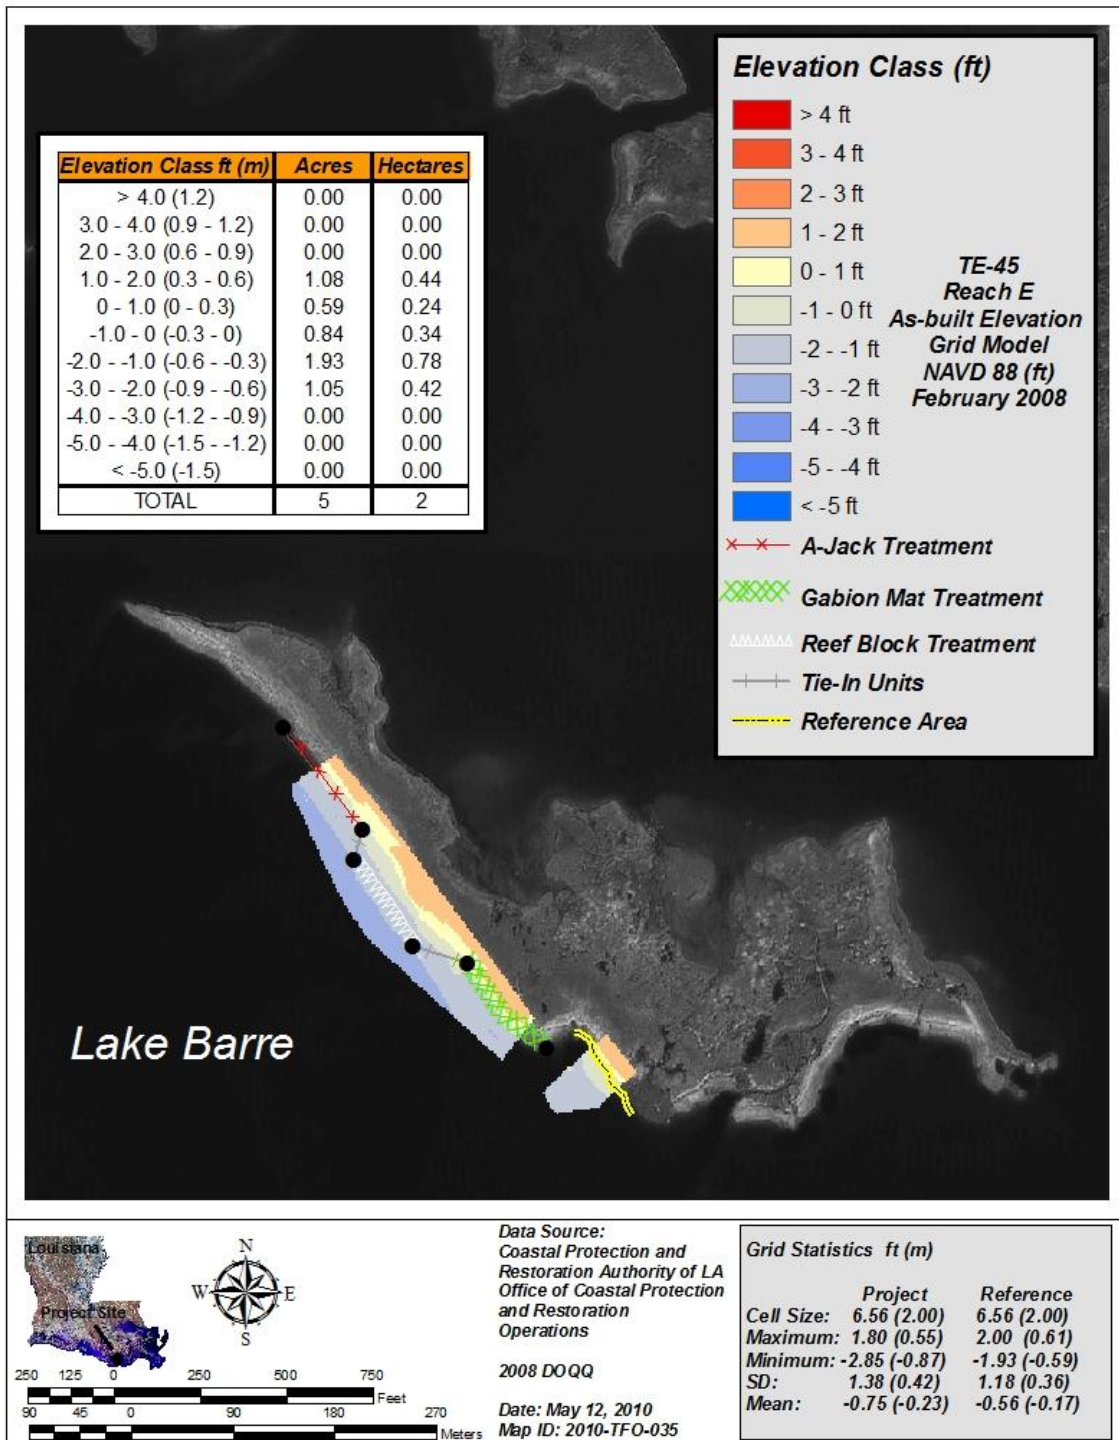 Elevation Class (ft)
> 4 ft
3 - 4 ft
2 - 3 ft
1 - 2 ft
0 - 1 ft
-1 - 0 ft
-2 - -1 ft
-3 - -2 ft
-4 - -3 ft
-5 - -4 ft
< -5 ft
TE-45
Reach E
As-built Elevation
Grid Model
NAVD 88 (ft)
February 2008
A-Jack Treatment
Gabion Mat Treatment
Reef Block Treatment
Tie-In Units
Reference Area
Elevation Class ft (m) Acres Hectares
> 4.0 (1.2) 0.00 0.00
3.0 - 4.0 (0.9 - 1.2) 0.00 0.00
2.0 - 3.0 (0.6 - 0.9) 0.00 0.00
1.0 - 2.0 (0.3 - 0.6) 1.08 0.44
0 - 1.0 (0 - 0.3) 0.59 0.24
-1.0 - 0 (-0.3 - 0) 0.84 0.34
-2.0 - -1.0 (-0.6 - -0.3) 1.93 0.78
-3.0 - -2.0 (-0.9 - -0.6) 1.05 0.42
-4.0 - -3.0 (-1.2 - -0.9) 0.00 0.00
-5.0 - -4.0 (-1.5 - -1.2) 0.00 0.00
< -5.0 (-1.5) 0.00 0.00
TOTAL 5 2
Lake Barre
Louisiana
Project Site
N
W E
S
250 125 0 250 500 750
Feet
90 45 0 90 180 270
Meters
Data Source:
Coastal Protection and
Restoration Authority of LA
Office of Coastal Protection
and Restoration
Operations
2008 DOQQ
Date: May 12, 2010
Map ID: 2010-TFO-035
Grid Statistics ft (m)
Project Reference
Cell Size: 6.56 (2.00) 6.56 (2.00)
Maximum: 1.80 (0.55) 2.00 (0.61)
Minimum: -2.85 (-0.87) -1.93 (-0.59)
SD: 1.38 (0.42) 1.18 (0.36)
Mean: -0.75 (-0.23) -0.56 (-0.17)